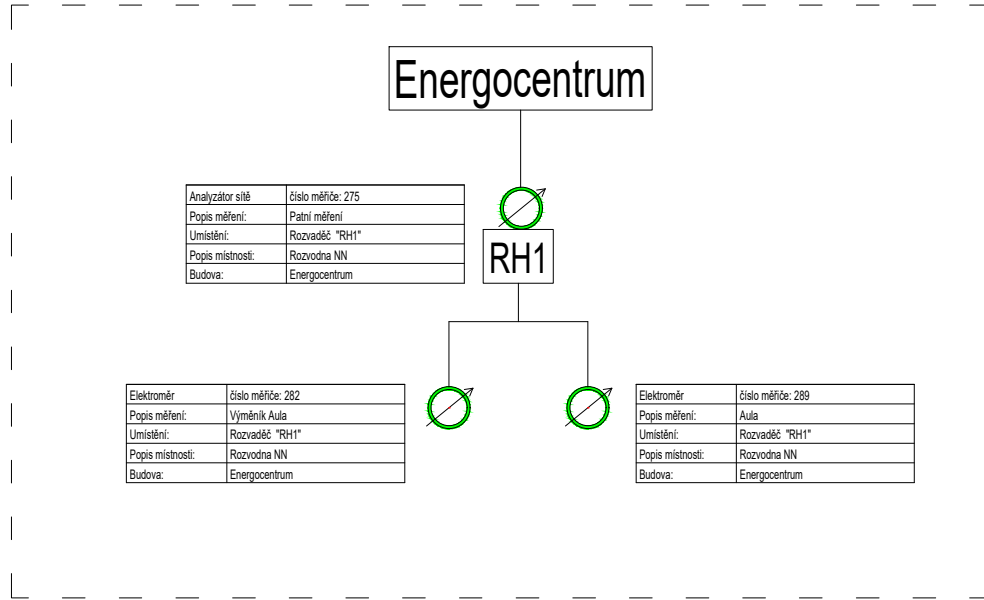 Energocentrum
Analyzátor sítě číslo měřiče: 275
Popis měření: Patní měření
Umístění: Rozvaděč "RH1"
Popis místnosti: Rozvodna NN
Budova: Energocentrum
RH1
Elektroměr číslo měřiče: 282
Popis měření: Výměník Aula
Umístění: Rozvaděč "RH1"
Popis místnosti: Rozvodna NN
Budova: Energocentrum
Elektroměr číslo měřiče: 289
Popis měření: Aula
Umístění: Rozvaděč "RH1"
Popis místnosti: Rozvodna NN
Budova: Energocentrum